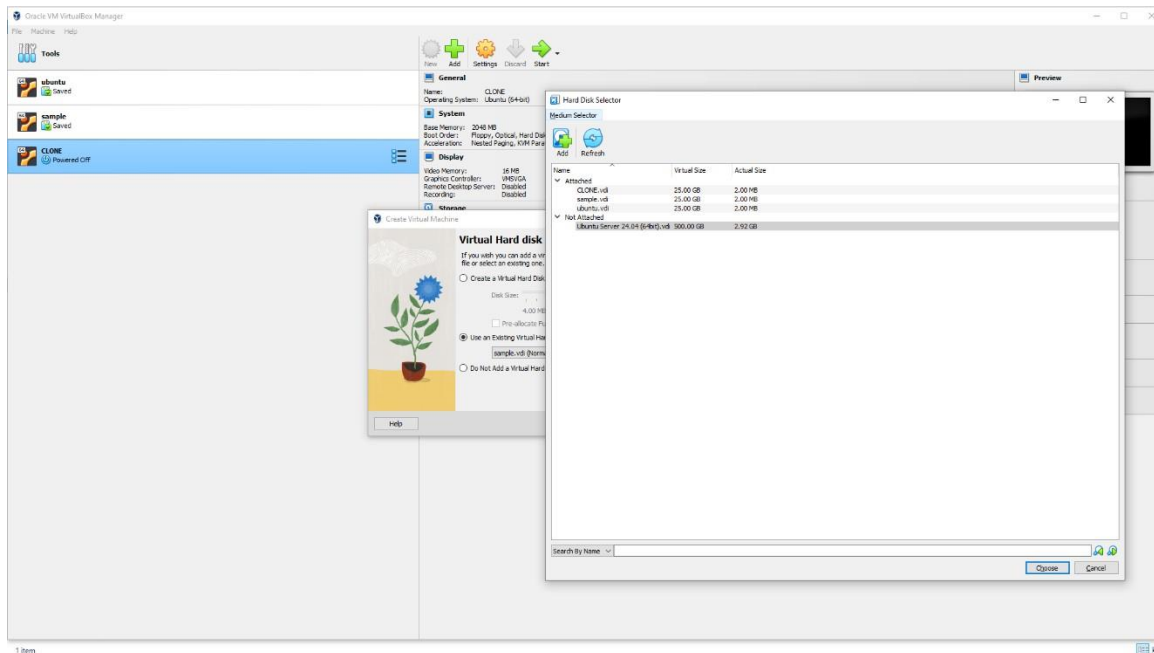 Oracle VM VirtualBox Manager
File Machine Help
Tools
ubuntu
Saved
sample
Saved
CLONE
Powered Off
New Add Settings Discard Start
General
Name: CLONE
Operating System: Ubuntu (64-bit)
System
Base Memory: 2048 MB
Boot Order: Floppy, Optical, Hard Disk
Acceleration: Nested Paging, KVM Para
Display
Video Memory: 16 MB
Graphics Controller: VMSVGA
Remote Desktop Server: Disabled
Recording: Disabled
Storage
Preview
Create Virtual Machine
Virtual Hard disk
If you wish you can add a vir
file or select an existing one.
Create a Virtual Hard Disk
Disk Size:
4.00 MB
Pre-allocate Fu
Use an Existing Virtual Ha
sample.vdi (Norma
Do Not Add a Virtual Hard
Help
Hard Disk Selector
Medium Selector
Add Refresh
Name Virtual Size Actual Size
Attached
CLONE.vdi 25.00 GB 2.00 MB
sample.vdi 25.00 GB 2.00 MB
ubuntu.vdi 25.00 GB 2.00 MB
Not Attached
Ubuntu Server 24.04 (64bit).vdi 500.00 GB 2.92 GB
Search By Name
Choose Cancel
1 item